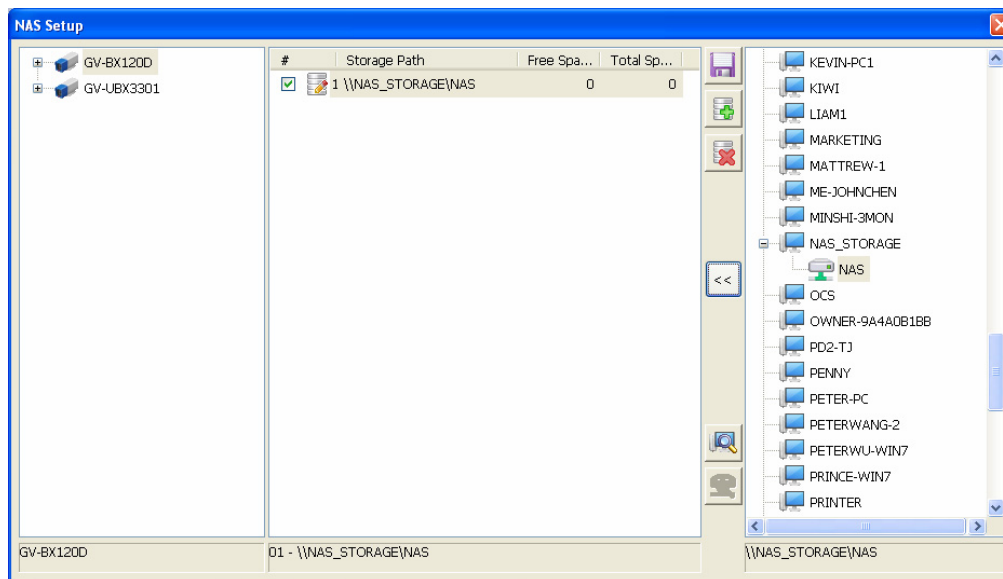 NAS Setup
GV-BX120D
GV-UBX3301
# Storage Path Free Spa... Total Sp...
1 \\NAS_STORAGE\NAS 0 0
<<
KEVIN-PC1
KIWI
LIAM1
MARKETING
MATTREW-1
ME-JOHNCHEN
MINSHI-3MON
NAS_STORAGE
NAS
OCS
OWNER-9A4A0B1BB
PD2-TJ
PENNY
PETER-PC
PETERWANG-2
PETERWU-WIN7
PRINCE-WIN7
PRINTER
GV-BX120D
01 - \\NAS_STORAGE\NAS
\\NAS_STORAGE\NAS